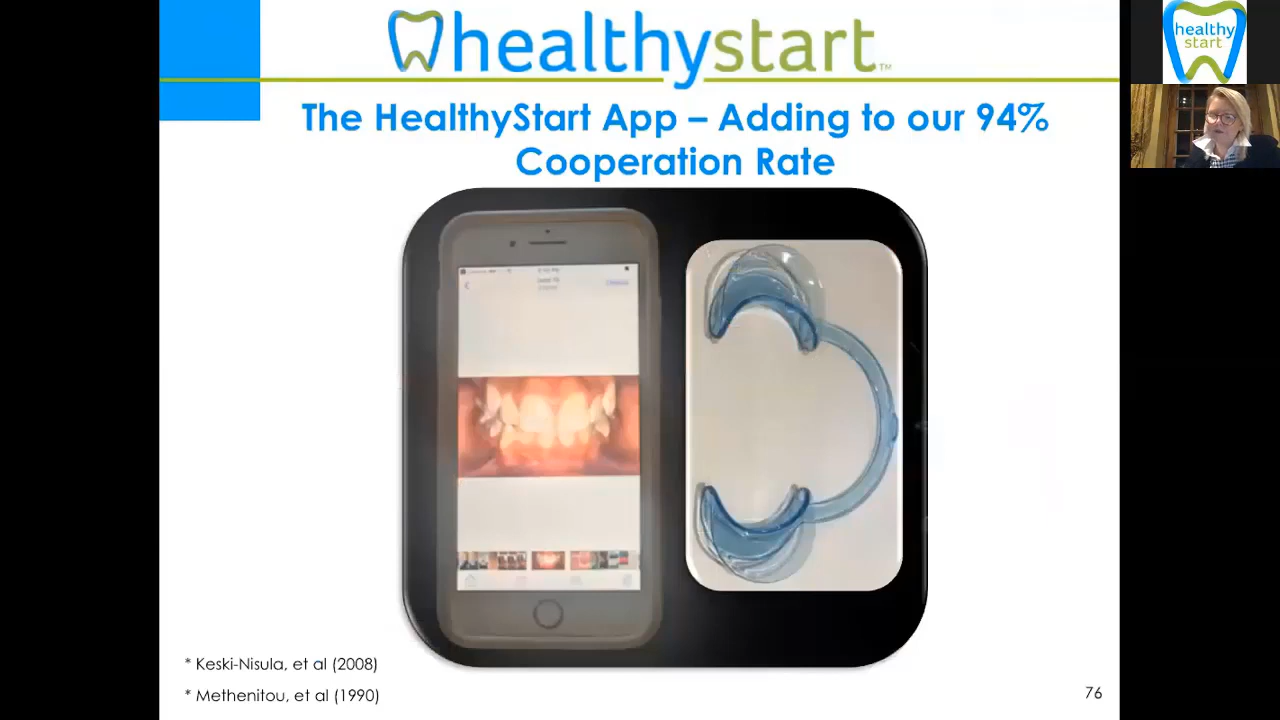 healthystart™
healthy
start
The HealthyStart App – Adding to our 94%
Cooperation Rate
* Keski-Nisula, et al (2008)
* Methenitou, et al (1990)
76